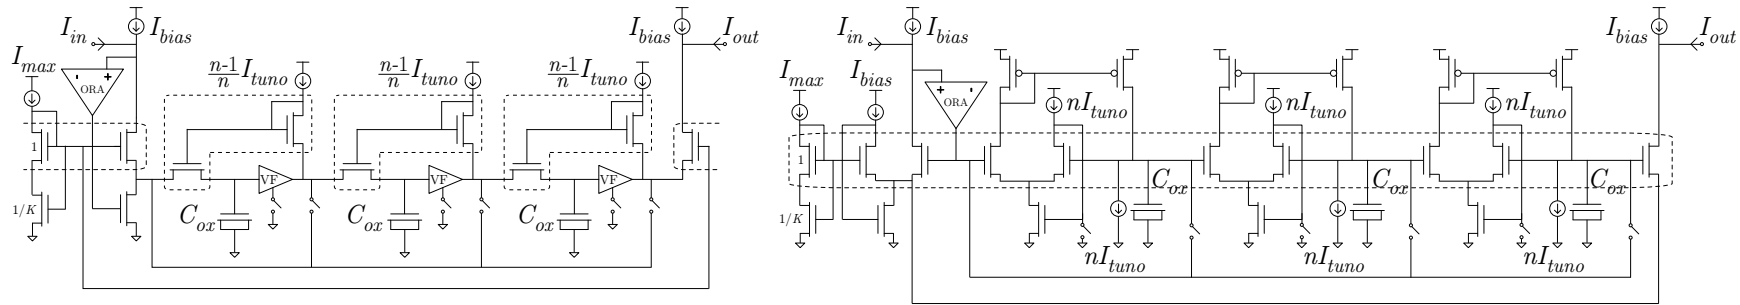 I_in
I_bias
I_max
- +
ORA
1
1/K
n-1/n I_tuno
n-1/n I_tuno
n-1/n I_tuno
VF
VF
VF
C_ox
C_ox
C_ox
I_bias
I_out
I_in
I_bias
I_max
I_bias
+ -
ORA
1
1/K
nI_tuno
nI_tuno
nI_tuno
C_ox
C_ox
C_ox
nI_tuno
nI_tuno
nI_tuno
I_bias
I_out